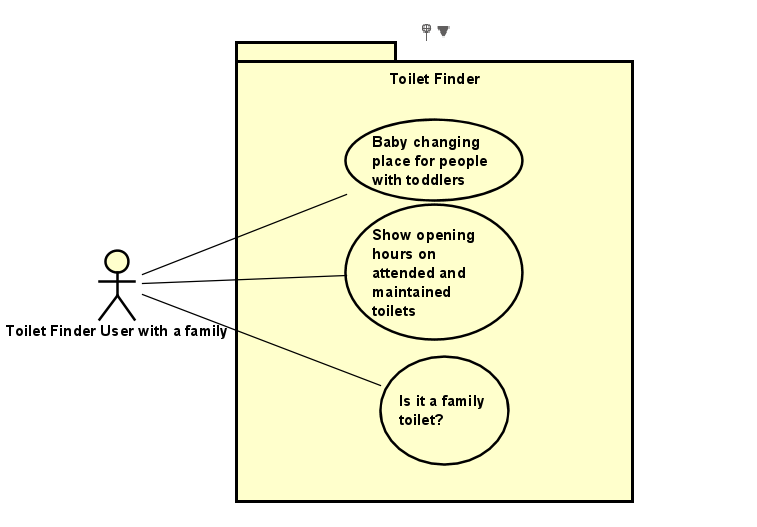 Toilet Finder
Baby changing
place for people
with toddlers
Show opening
hours on
attended and
maintained
toilets
Toilet Finder User with a family
Is it a family
toilet?